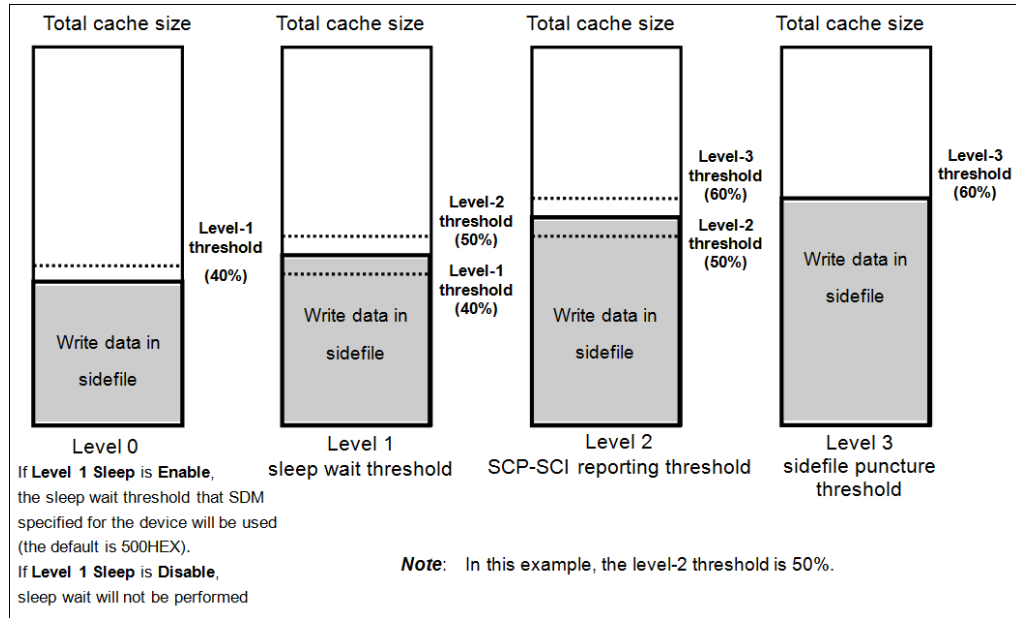 Total cache size
Total cache size
Total cache size
Total cache size
Level-1
threshold
(40%)
Write data in
sidefile
Level-2
threshold
(50%)
Level-1
threshold
(40%)
Write data in
sidefile
Level-3
threshold
(60%)
Level-2
threshold
(50%)
Write data in
sidefile
Level-3
threshold
(60%)
Write data in
sidefile
Level 0
If Level 1 Sleep is Enable,
the sleep wait threshold that SDM
specified for the device will be used
(the default is 500HEX).
If Level 1 Sleep is Disable,
sleep wait will not be performed
Level 1
sleep wait threshold
Level 2
SCP-SCI reporting threshold
Level 3
sidefile puncture
threshold
Note: In this example, the level-2 threshold is 50%.